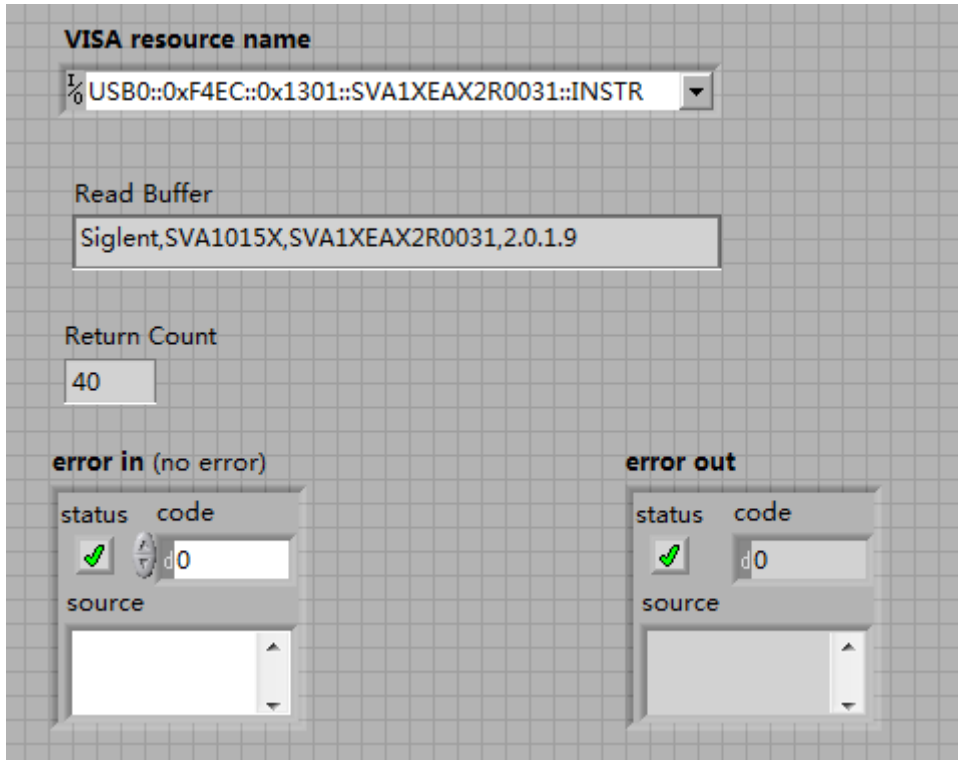 VISA resource name
I/O USB0::0xF4EC::0x1301::SVA1XEAX2R0031::INSTR
Read Buffer
Siglent,SVA1015X,SVA1XEAX2R0031,2.0.1.9
Return Count
40
error in (no error)
error out
status code
status code
d 0
d 0
source
source